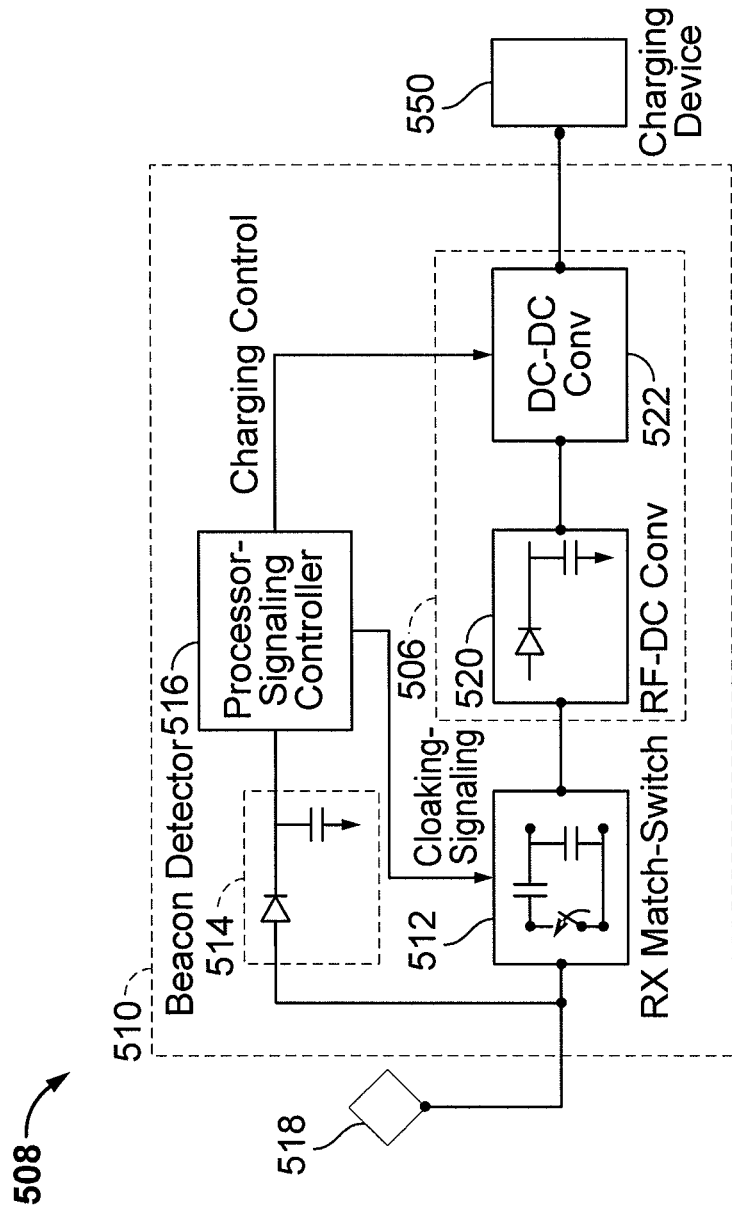 508
510
Beacon Detector
516
Processor-
Signaling
Controller
Charging Control
514
Cloaking-
Signaling
506
512
520
DC-DC
Conv
522
550
Charging
Device
518
RX Match-Switch
RF-DC Conv